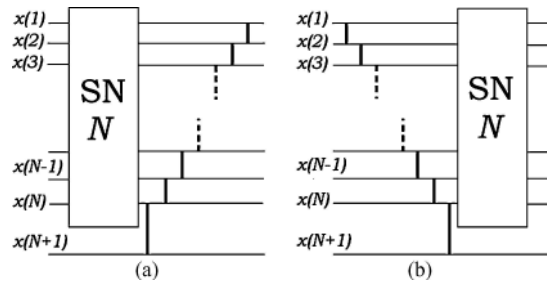 x(1)
x(2)
x(3)
SN
N
x(N-1)
x(N)
x(N+1)
(a)
x(1)
x(2)
x(3)
SN
N
x(N-1)
x(N)
x(N+1)
(b)